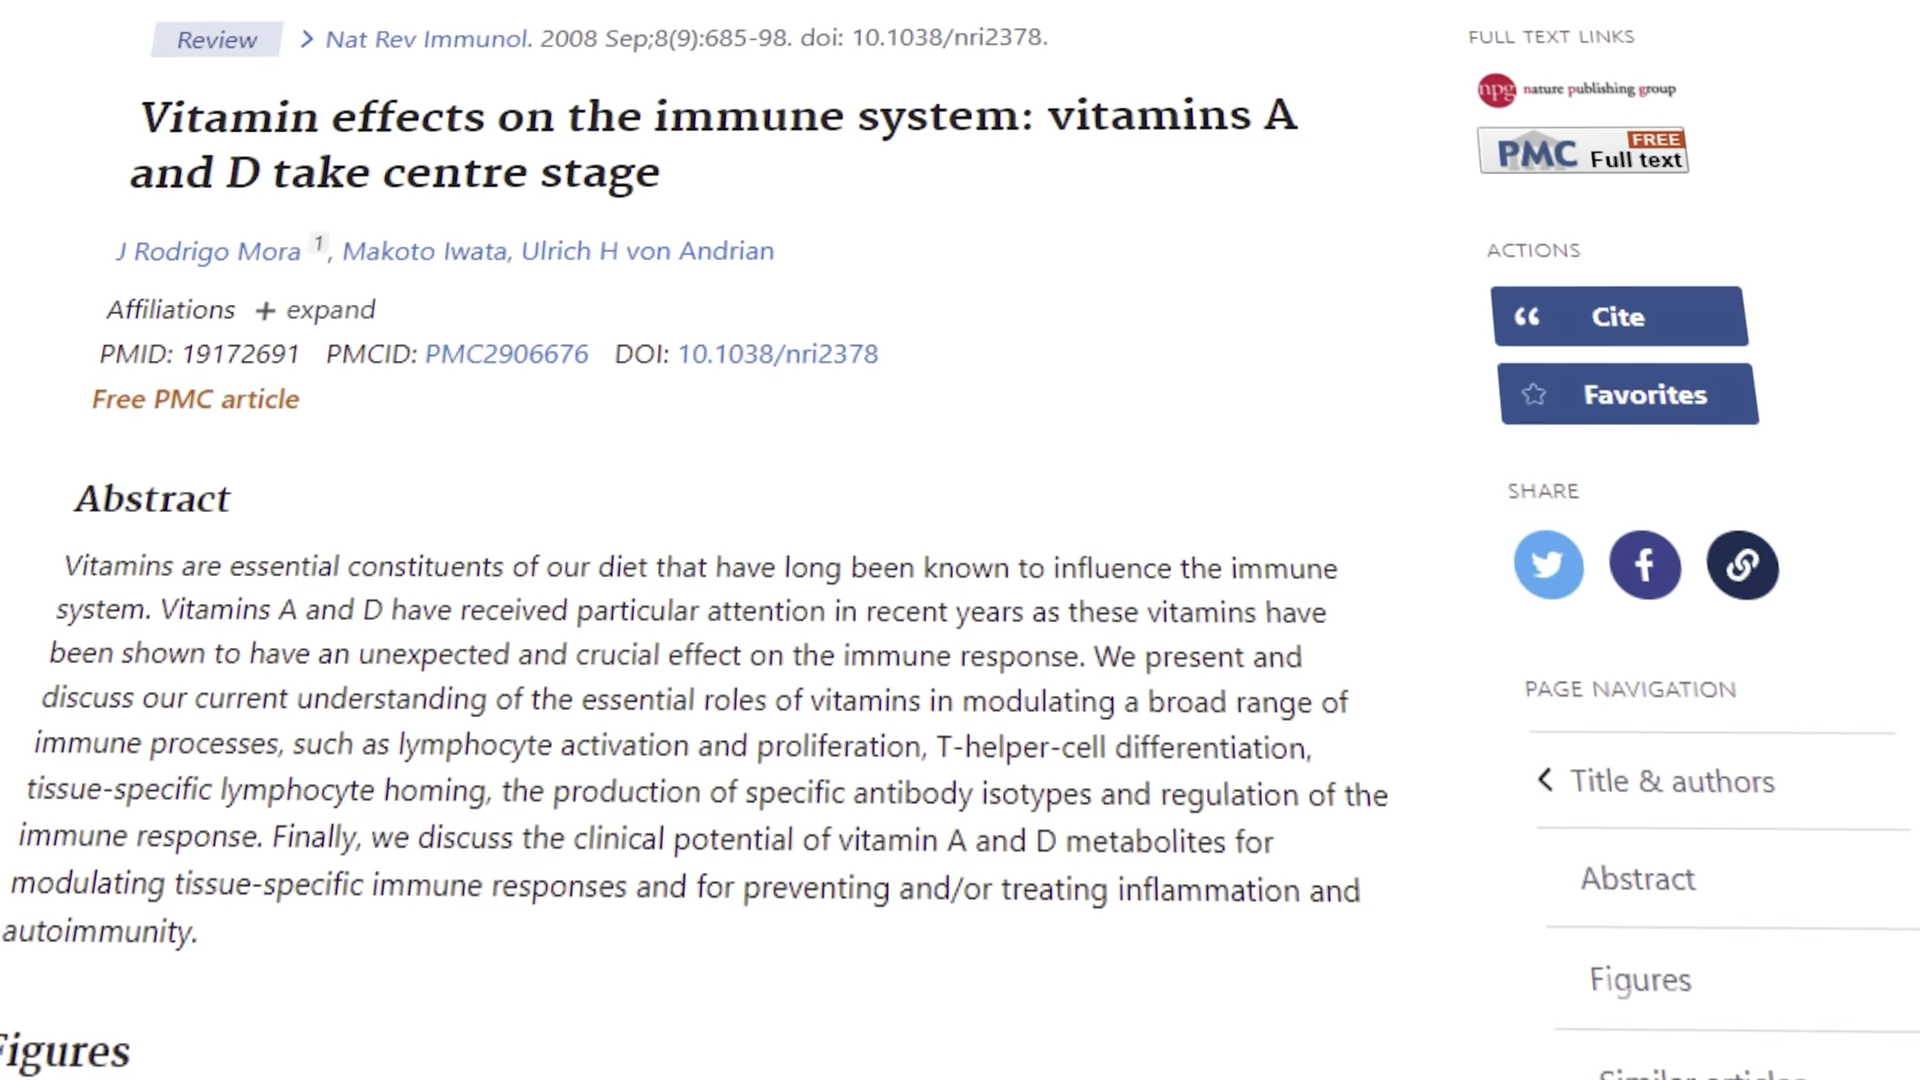 Review > Nat Rev Immunol. 2008 Sep;8(9):685-98. doi: 10.1038/nri2378.
Vitamin effects on the immune system: vitamins A
and D take centre stage
J Rodrigo Mora 1, Makoto Iwata, Ulrich H von Andrian
Affiliations + expand
PMID: 19172691 PMCID: PMC2906676 DOI: 10.1038/nri2378
Free PMC article
Abstract
Vitamins are essential constituents of our diet that have long been known to influence the immune
system. Vitamins A and D have received particular attention in recent years as these vitamins have
been shown to have an unexpected and crucial effect on the immune response. We present and
discuss our current understanding of the essential roles of vitamins in modulating a broad range of
immune processes, such as lymphocyte activation and proliferation, T-helper-cell differentiation,
tissue-specific lymphocyte homing, the production of specific antibody isotypes and regulation of the
immune response. Finally, we discuss the clinical potential of vitamin A and D metabolites for
modulating tissue-specific immune responses and for preventing and/or treating inflammation and
autoimmunity.
Figures
FULL TEXT LINKS
npg nature publishing group
PMC FREE Full text
ACTIONS
Cite
Favorites
SHARE
PAGE NAVIGATION
Title & authors
Abstract
Figures
Similar articles